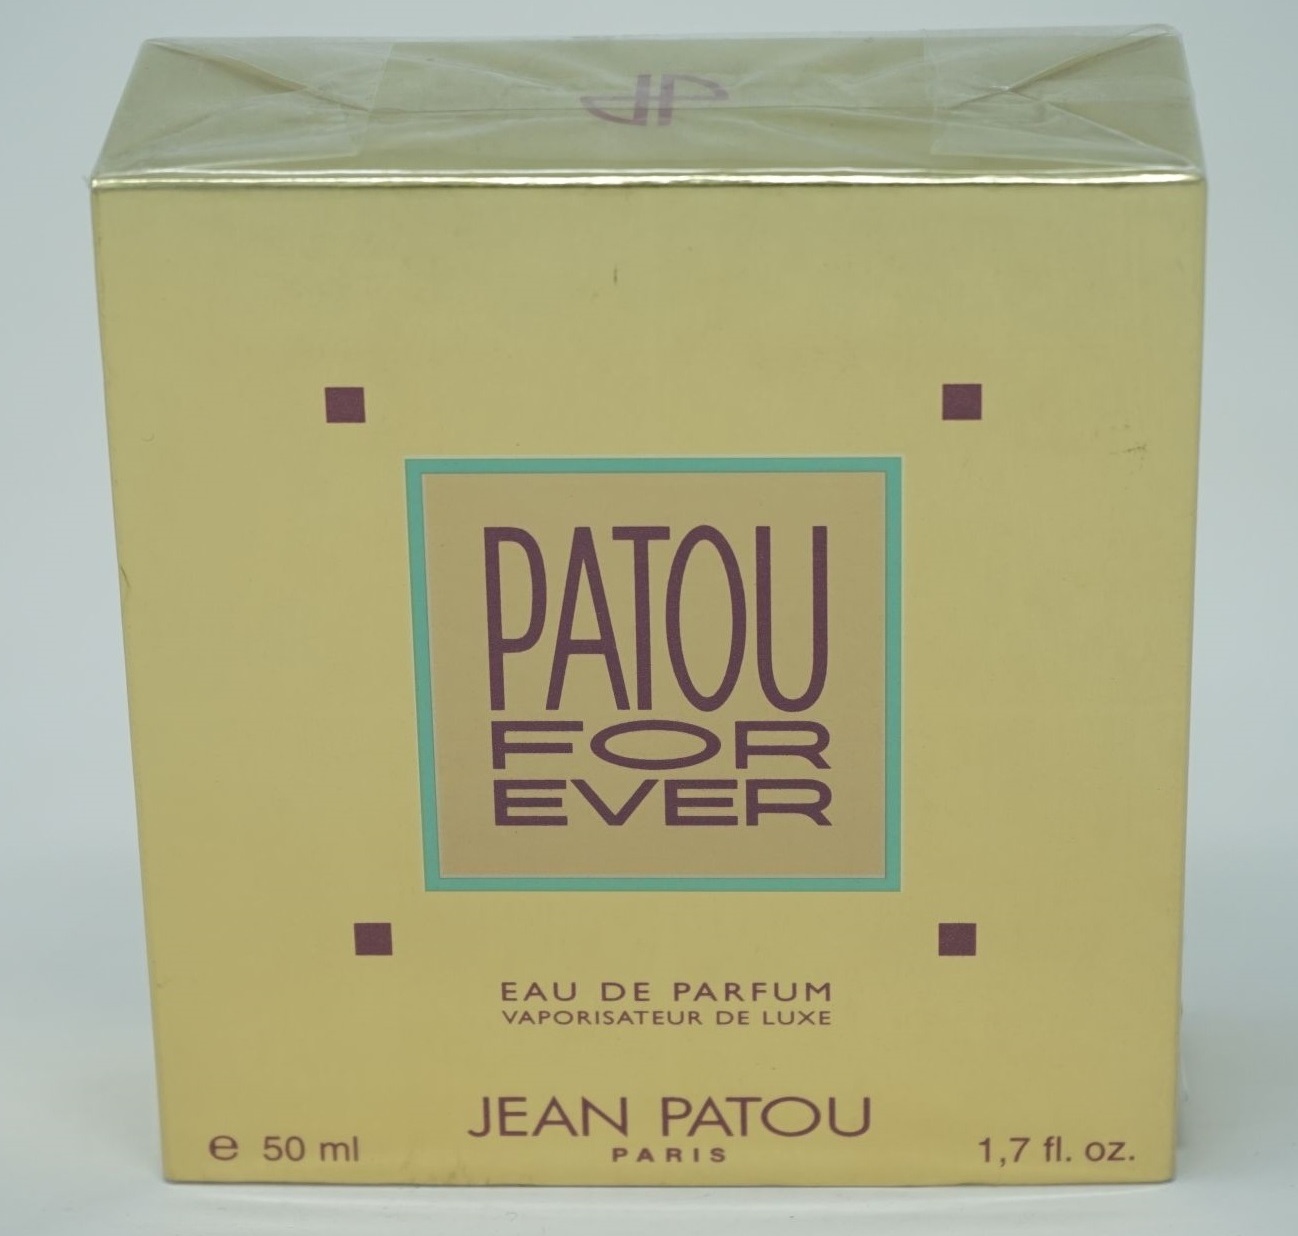 JP
PATOU
FOR
EVER
EAU DE PARFUM
VAPORISATEUR DE LUXE
JEAN PATOU
PARIS
℮ 50 ml
1,7 fl. oz.